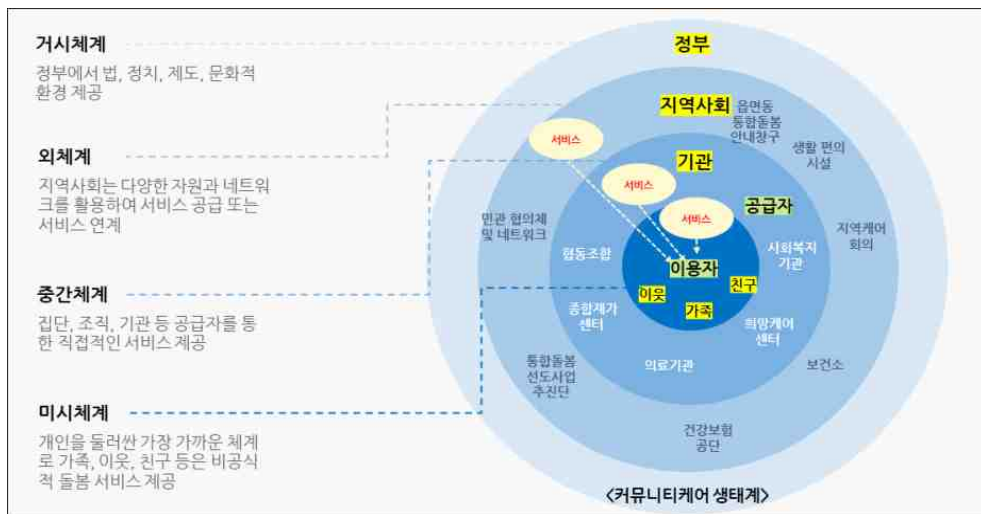 거시체계
정부에서 법, 정치, 제도, 문화적
환경 제공
외체계
지역사회는 다양한 자원과 네트워
크를 활용하여 서비스 공급 또는
서비스 연계
중간체계
집단, 조직, 기관 등 공급자를 통
한 직접적인 서비스 제공
미시체계
개인을 둘러싼 가장 가까운 체계
로 가족, 이웃, 친구 등은 비공식
적 돌봄 서비스 제공
정부
지역사회
읍면동
통합돌봄
안내창구
서비스
생활 편의
시설
기관
서비스
공급자
서비스
민관 협의체
및 네트워크
지역케어
회의
협동조합
사회복지
기관
이용자
이웃
친구
가족
종합재가
센터
희망케어
센터
의료기관
보건소
통합돌봄
선도사업
추진단
건강보험
공단
<커뮤니티케어 생태계>